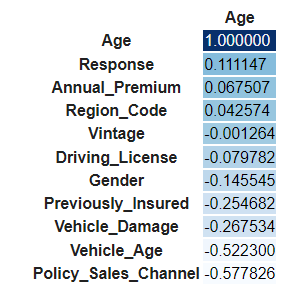 Age
Age 1.000000
Response 0.111147
Annual_Premium 0.067507
Region_Code 0.042574
Vintage -0.001264
Driving_License -0.079782
Gender -0.145545
Previously_Insured -0.254682
Vehicle_Damage -0.267534
Vehicle_Age -0.522300
Policy_Sales_Channel -0.577826